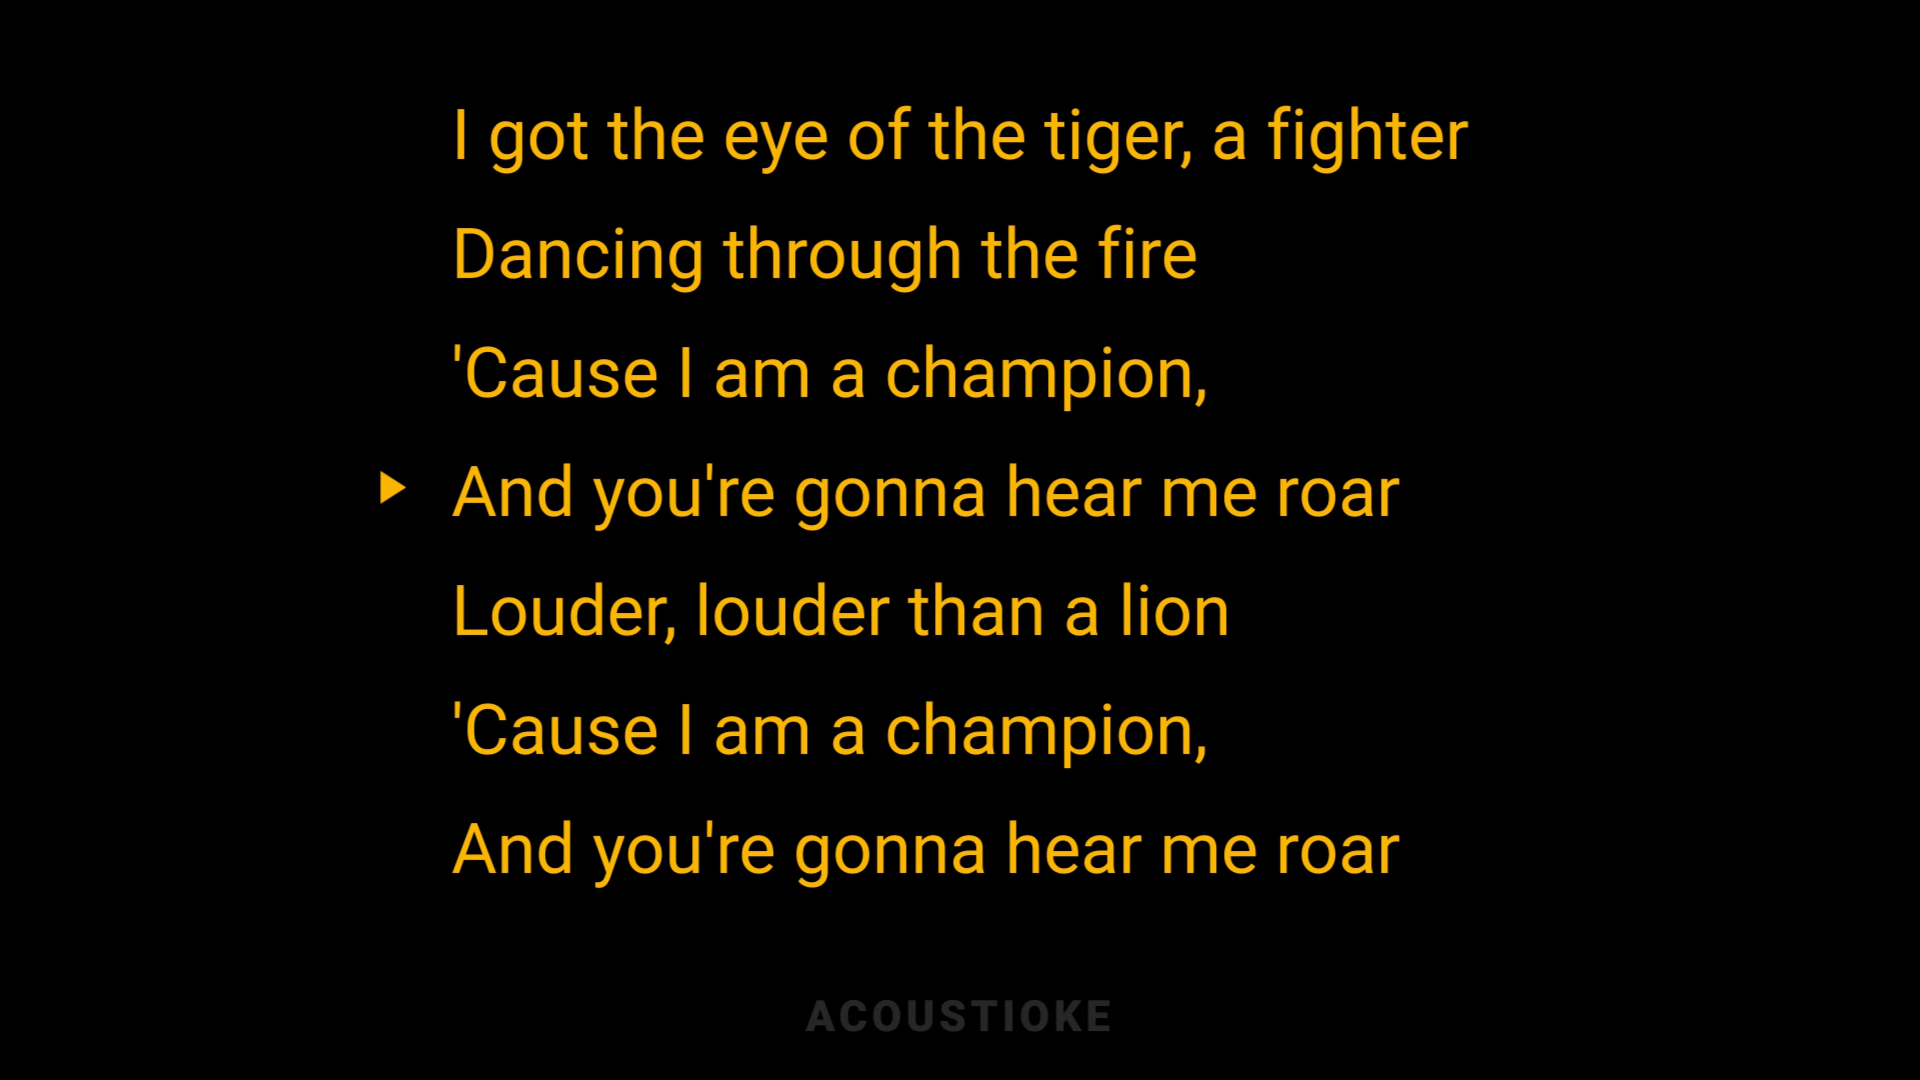 I got the eye of the tiger, a fighter
Dancing through the fire
'Cause I am a champion,
And you're gonna hear me roar
Louder, louder than a lion
'Cause I am a champion,
And you're gonna hear me roar
ACOUSTIOKE